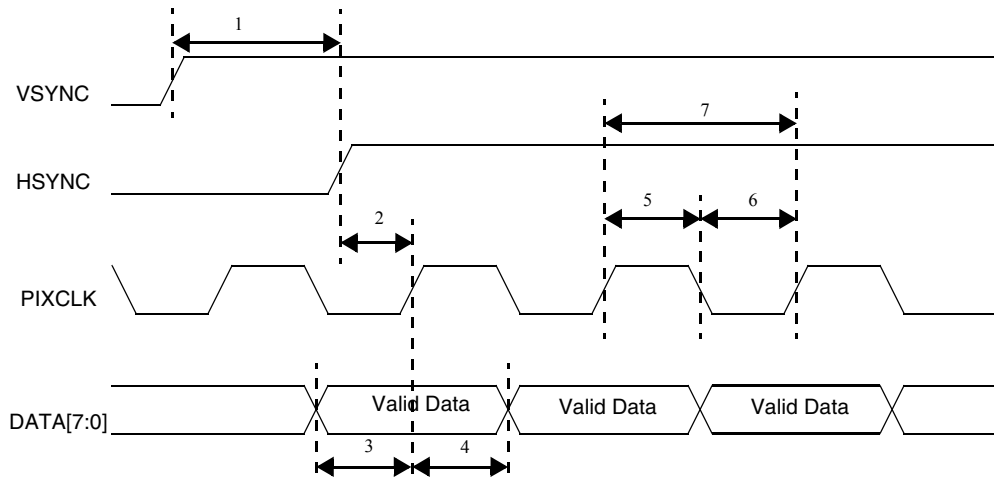 1
VSYNC
7
HSYNC
5
6
2
PIXCLK
DATA[7:0]
Valid Data
Valid Data
Valid Data
3
4